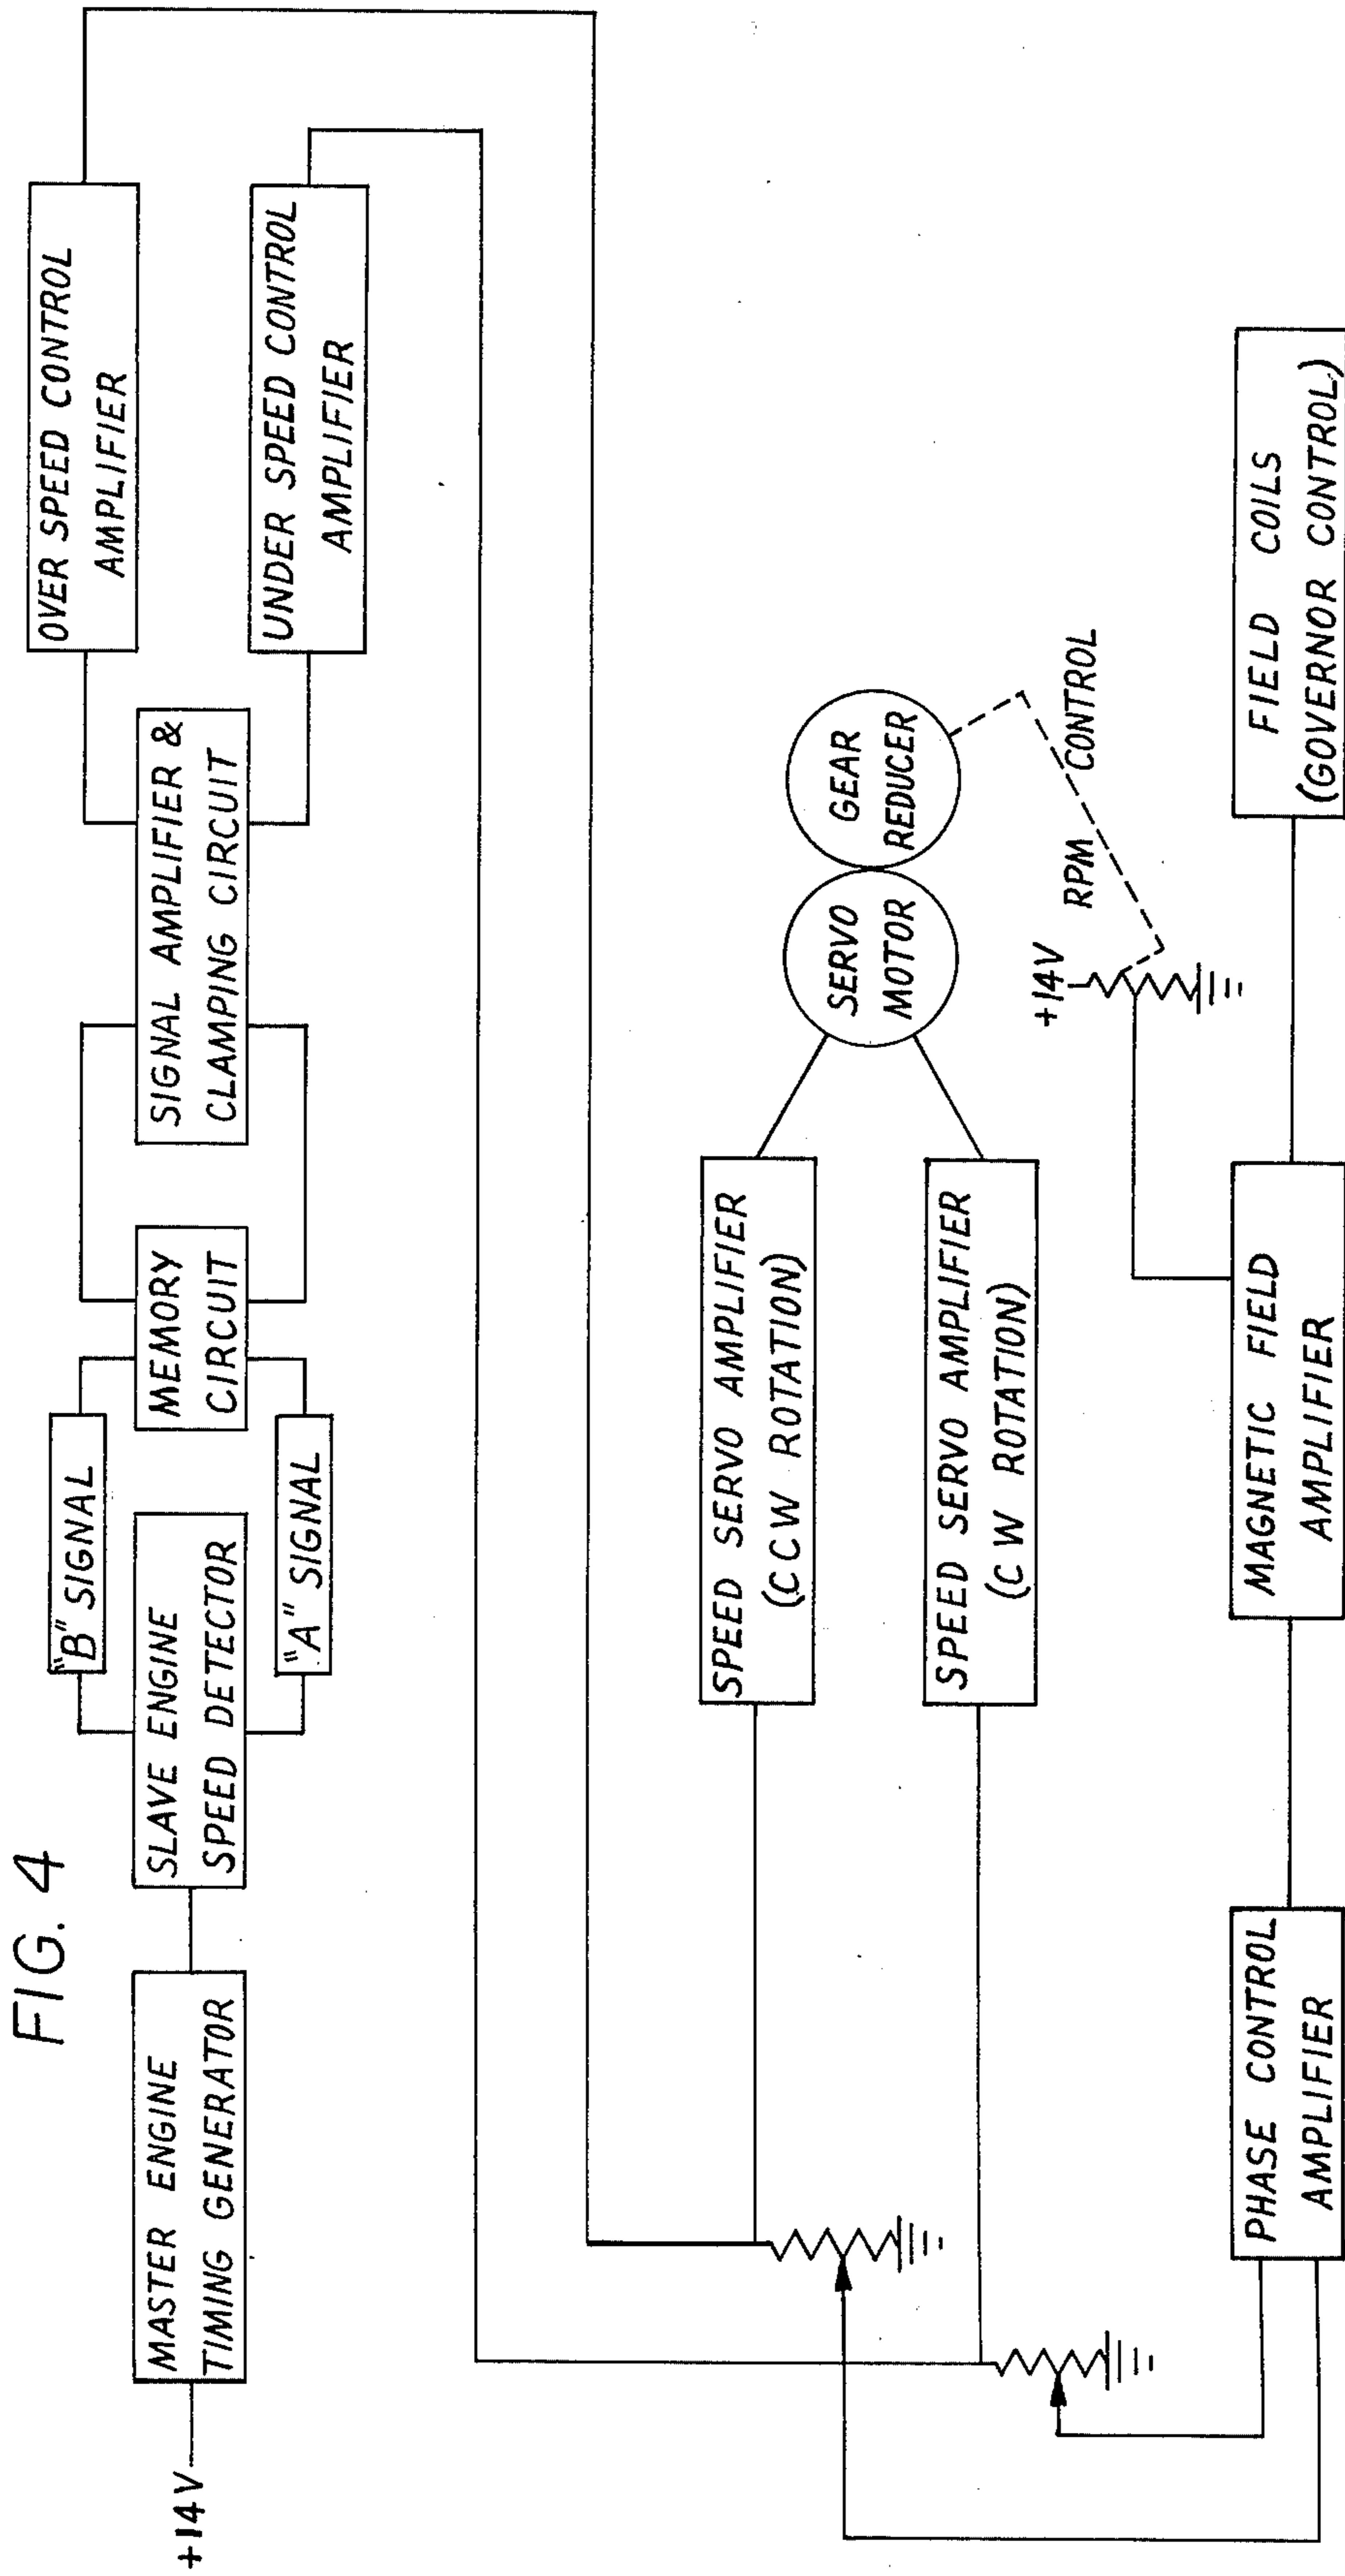 FIG. 4
+14V
MASTER ENGINE
TIMING GENERATOR
SLAVE ENGINE
SPEED DETECTOR
"B" SIGNAL
"A" SIGNAL
MEMORY
CIRCUIT
SIGNAL AMPLIFIER &
CLAMPING CIRCUIT
OVER SPEED CONTROL
AMPLIFIER
UNDER SPEED CONTROL
AMPLIFIER
SPEED SERVO AMPLIFIER
(CCW ROTATION)
SPEED SERVO AMPLIFIER
(CW ROTATION)
SERVO
MOTOR
GEAR
REDUCER
+14V
RPM CONTROL
PHASE CONTROL
AMPLIFIER
MAGNETIC FIELD
AMPLIFIER
FIELD COILS
(GOVERNOR CONTROL)